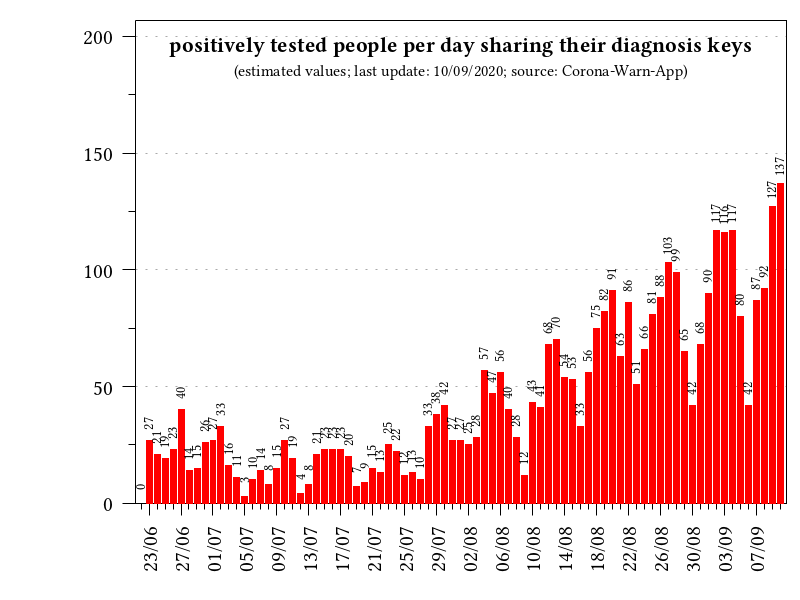 positively tested people per day sharing their diagnosis keys
(estimated values; last update: 10/09/2020; source: Corona-Warn-App)
200
150
100
50
0
0 27 21 19 23 40 14 15 26 27 33 16 11 3 10 14 8 15 27 19 4 8 21 23 23 23 20 7 9 15 13 25 22 12 13 10 33 38 42 27 27 25 28 57 47 56 40 28 12 43 41 68 70 54 53 33 56 75 82 91 63 86 51 66 81 88 103 99 65 42 68 90 117 116 117 80 42 87 92 127 137
23/06 27/06 01/07 05/07 09/07 13/07 17/07 21/07 25/07 29/07 02/08 06/08 10/08 14/08 18/08 22/08 26/08 30/08 03/09 07/09